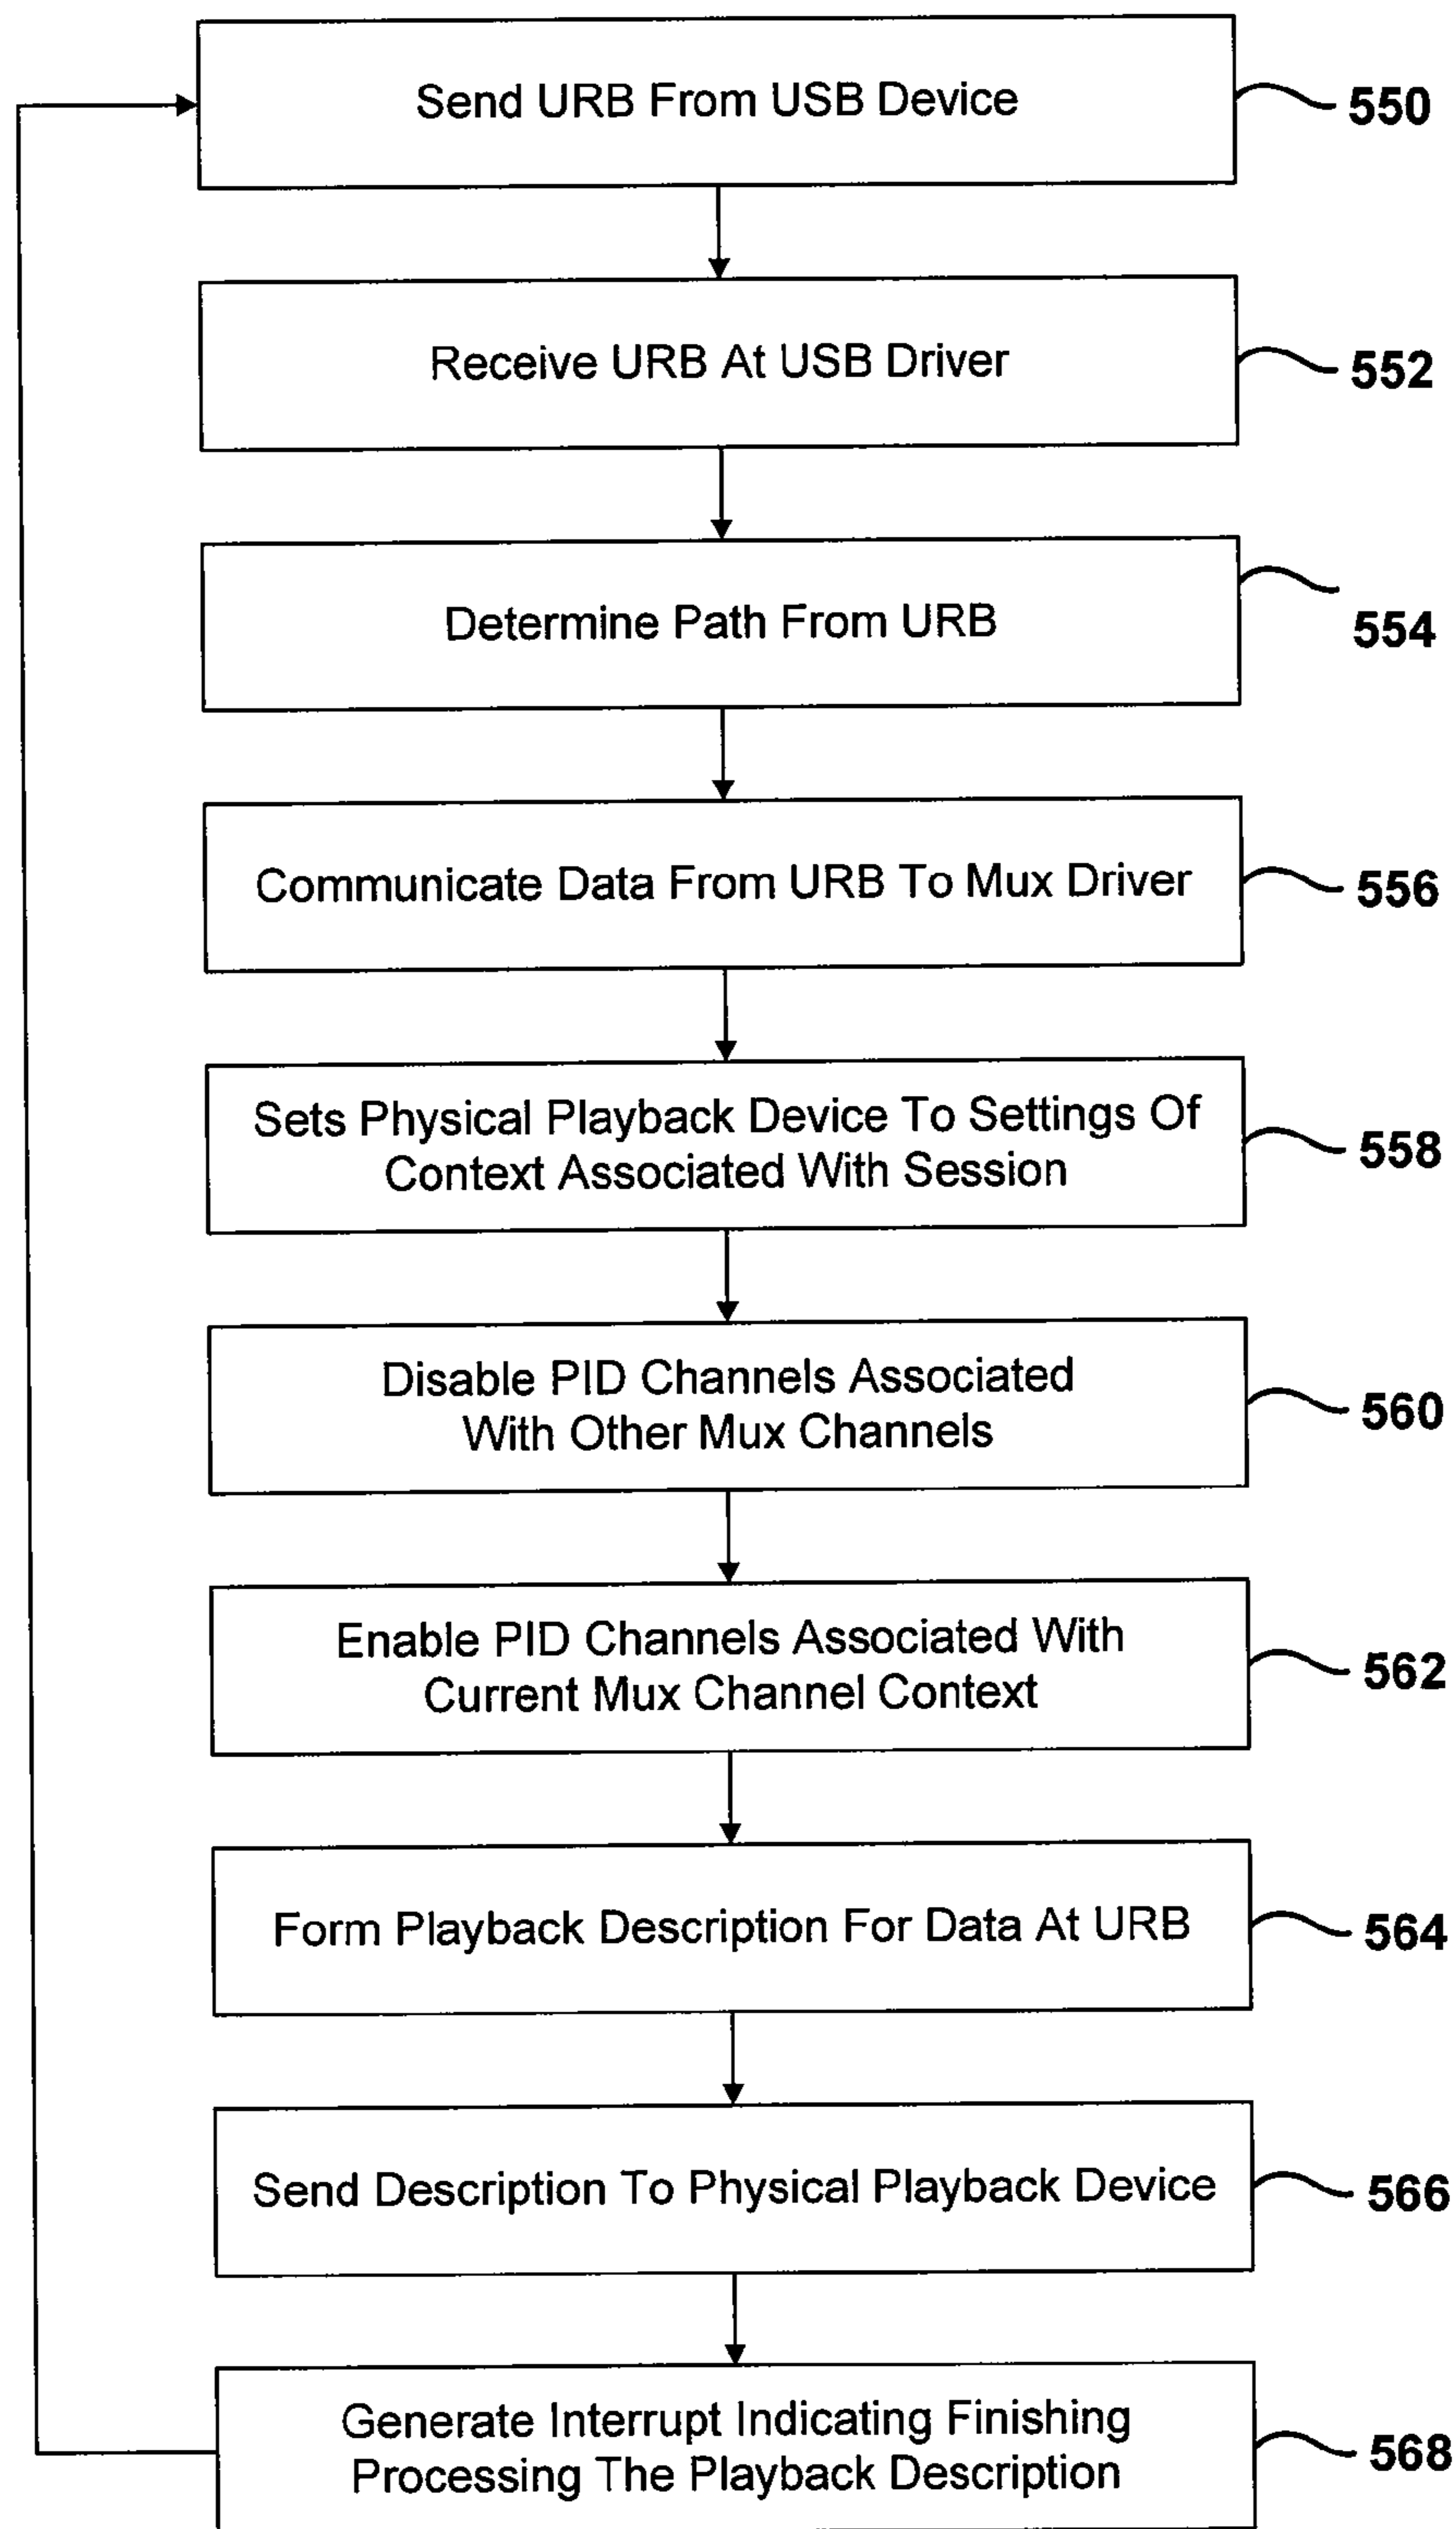 Send URB From USB Device
550
Receive URB At USB Driver
552
Determine Path From URB
554
Communicate Data From URB To Mux Driver
556
Sets Physical Playback Device To Settings Of
Context Associated With Session
558
Disable PID Channels Associated
With Other Mux Channels
560
Enable PID Channels Associated With
Current Mux Channel Context
562
Form Playback Description For Data At URB
564
Send Description To Physical Playback Device
566
Generate Interrupt Indicating Finishing
Processing The Playback Description
568